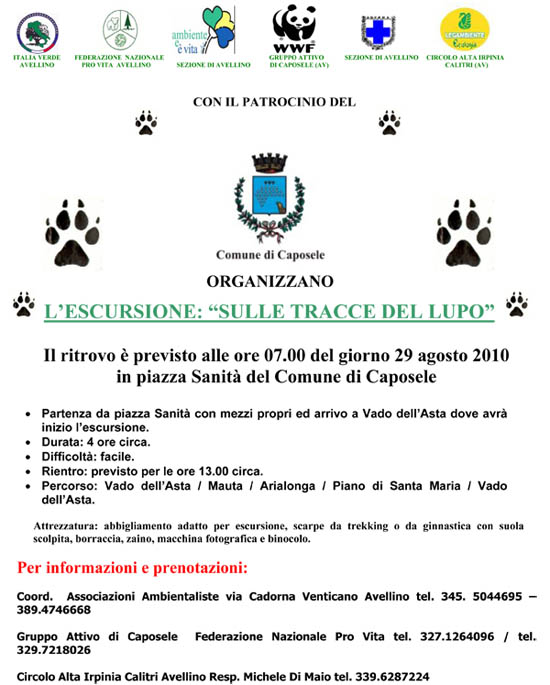 ITALIA VERDE
AVELLINO
FEDERAZIONE NAZIONALE
PRO VITA AVELLINO
ambiente
e è vita
SEZIONE DI AVELLINO
WWF
GRUPPO ATTIVO
DI CAPOSELE (AV)
SEZIONE DI AVELLINO
LEGAMBIENTE
CIRCOLO ALTA IRPINIA
CALITRI (AV)
CON IL PATROCINIO DEL
Comune di Caposele
ORGANIZZANO
L’ESCURSIONE: “SULLE TRACCE DEL LUPO”
Il ritrovo è previsto alle ore 07.00 del giorno 29 agosto 2010
in piazza Sanità del Comune di Caposele
• Partenza da piazza Sanità con mezzi propri ed arrivo a Vado dell’Asta dove avrà
inizio l’escursione.
• Durata: 4 ore circa.
• Difficoltà: facile.
• Rientro: previsto per le ore 13.00 circa.
• Percorso: Vado dell’Asta / Mauta / Arialonga / Piano di Santa Maria / Vado
dell’Asta.
Attrezzatura: abbigliamento adatto per escursione, scarpe da trekking o da ginnastica con suola
scolpita, borraccia, zaino, macchina fotografica e binocolo.
Per informazioni e prenotazioni:
Coord. Associazioni Ambientaliste via Cadorna Venticano Avellino tel. 345. 5044695 –
389.4746668
Gruppo Attivo di Caposele Federazione Nazionale Pro Vita tel. 327.1264096 / tel.
329.7218026
Circolo Alta Irpinia Calitri Avellino Resp. Michele Di Maio tel. 339.6287224